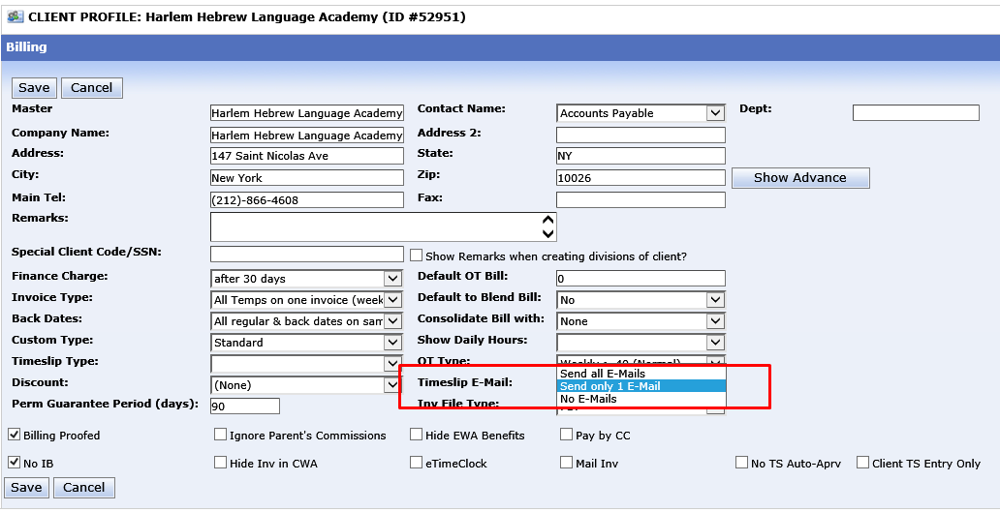 CLIENT PROFILE: Harlem Hebrew Language Academy (ID #52951)
Billing
Save Cancel
Master Harlem Hebrew Language Academy Contact Name: Accounts Payable Dept:
Company Name: Harlem Hebrew Language Academy Address 2:
Address: 147 Saint Nicolas Ave State: NY
City: New York Zip: 10026 Show Advance
Main Tel: (212)-866-4608 Fax:
Remarks:
Special Client Code/SSN: Show Remarks when creating divisions of client?
Finance Charge: after 30 days Default OT Bill: 0
Invoice Type: All Temps on one invoice (week Default to Blend Bill: No
Back Dates: All regular & back dates on sam Consolidate Bill with: None
Custom Type: Standard Show Daily Hours:
Timeslip Type: OT Type: Weekly > 40 (Normal)
Send all E-Mails
Discount: (None) Timeslip E-Mail: Send only 1 E-Mail
No E-Mails
Perm Guarantee Period (days): 90 Inv File Type:
Billing Proofed Ignore Parent's Commissions Hide EWA Benefits Pay by CC
No IB Hide Inv in CWA eTimeClock Mail Inv No TS Auto-Aprv Client TS Entry Only
Save Cancel